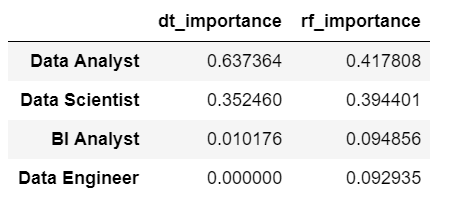 dt_importance rf_importance
Data Analyst 0.637364 0.417808
Data Scientist 0.352460 0.394401
BI Analyst 0.010176 0.094856
Data Engineer 0.000000 0.092935